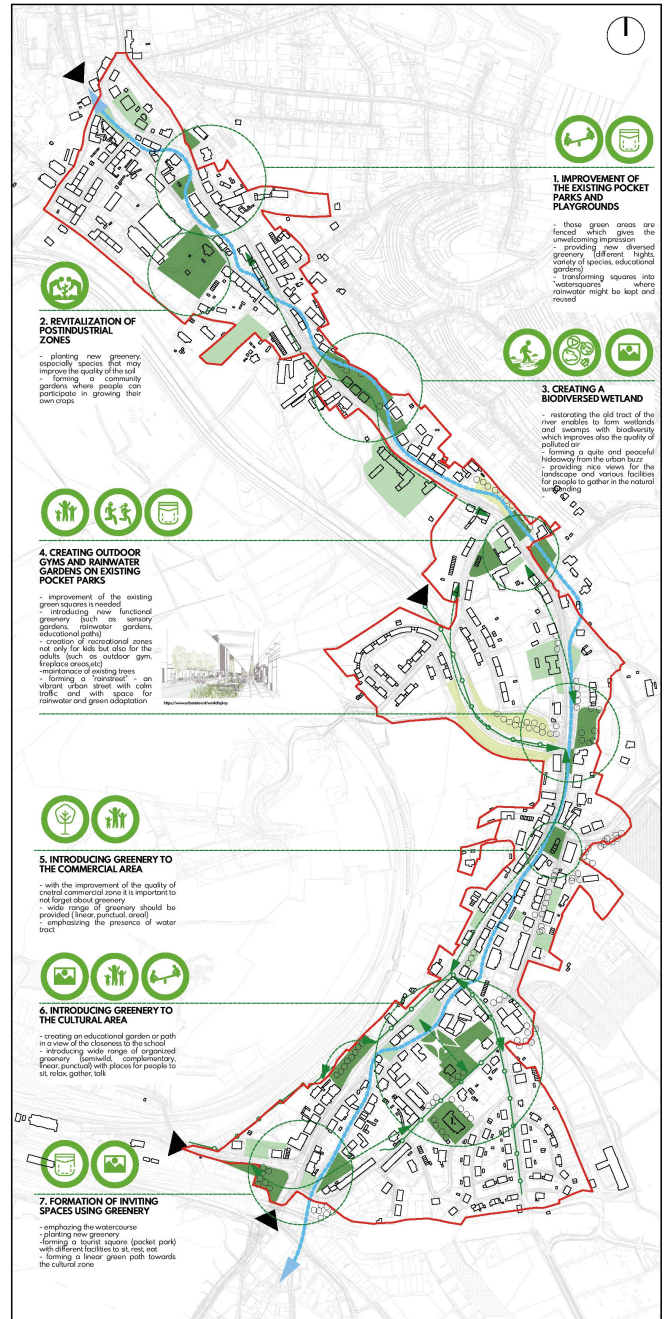 1. IMPROVEMENT OF
THE EXISTING POCKET
PARKS AND
PLAYGROUNDS
- those green areas are
fenced which gives the
unwelcoming impression
- providing new diversed
greenery (different hights,
variety of species, educational
gardens)
- transforming squares into
"watersquares" where
rainwater might be kept and
reused
2. REVITALIZATION OF
POSTINDUSTRIAL
ZONES
- planting new greenery,
especially species that may
improve the quality of the soil
- forming a community
gardens where people can
participate in growing their
own crops
3. CREATING A
BIODIVERSED WETLAND
- restorating the old tract of the
river enables to form wetlands
and swamps with biodiversity
which improves also the quality of
polluted air
- forming a quite and peaceful
hideaway from the urban buzz
- providing nice views for the
landscape and various facilities
for people to gather in the natural
surrounding
4. CREATING OUTDOOR
GYMS AND RAINWATER
GARDENS ON EXISTING
POCKET PARKS
- improvement of the existing
green squares is needed
- introducing new functional
greenery (such as sensory
gardens, rainwater gardens,
educational paths)
- creation of recreational zones
not only for kids but also for the
adults (such as outdoor gym,
fireplace areas,etc)
-maintanace of existing trees
- forming a "rainstreet" - an
vibrant urban street with calm
traffic and with space for
rainwater and green adaptation
5. INTRODUCING GREENERY TO
THE COMMERCIAL AREA
- with the improvement of the quality of
cnetral commercial zone it is important to
not farget about greenery
- wide range of greenery should be
provided ( linear, punctual, areal)
- emphasizing the presence of water
tract
6. INTRODUCING GREENERY TO
THE CULTURAL AREA
- creating an educational garden or path
in a view of the closeness to the school
- introducing wide range of organized
greenery (semiwild, complementary,
linear, punctual) with places for people to
sit, relax, gather, talk
7. FORMATION OF INVITING
SPACES USING GREENERY
- emphazing the watercourse
- planting new greenery
-forming a tourist square (pocket park)
with different facilities to sit, rest, eat
- forming a linear green path towards
the cultural zone